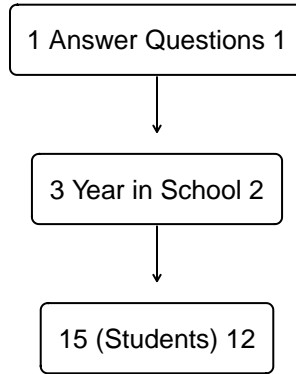 1 Answer Questions 1
3 Year in School 2
15 (Students) 12